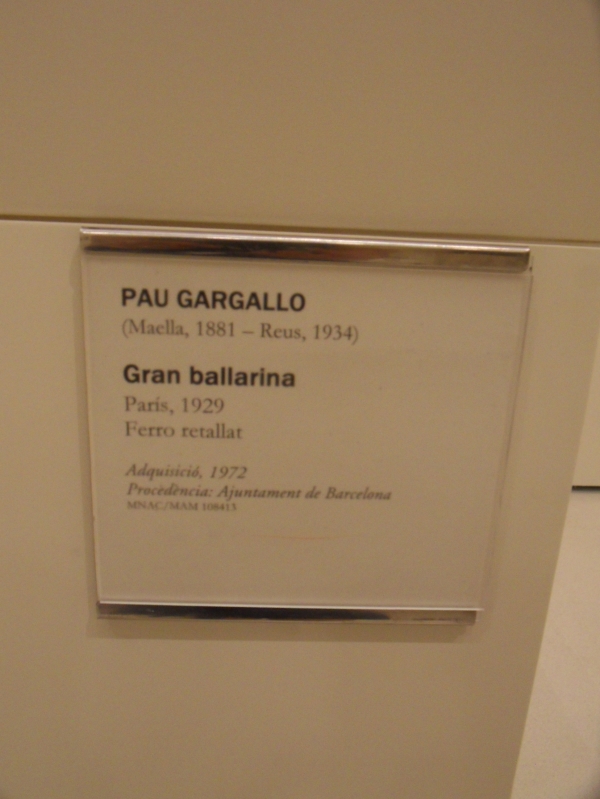 PAU GARGALLO
(Maella, 1881 – Reus, 1934)
Gran ballarina
París, 1929
Ferro retallat
Adquisició, 1972
Procedència: Ajuntament de Barcelona
MNAC/MAM 108413